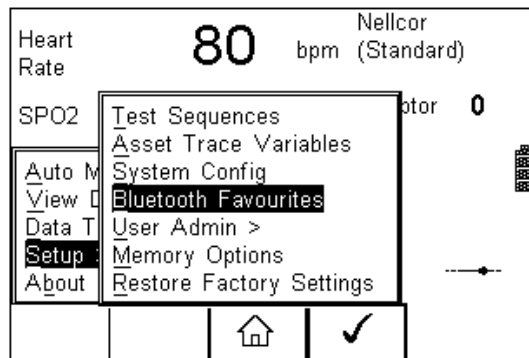 Heart
Rate
80
bpm
Nellcor
(Standard)
SPO2
0
Test Sequences
Asset Trace Variables
System Config
Bluetooth Favourites
User Admin >
Memory Options
Restore Factory Settings
Auto
View
Data
Setup
About